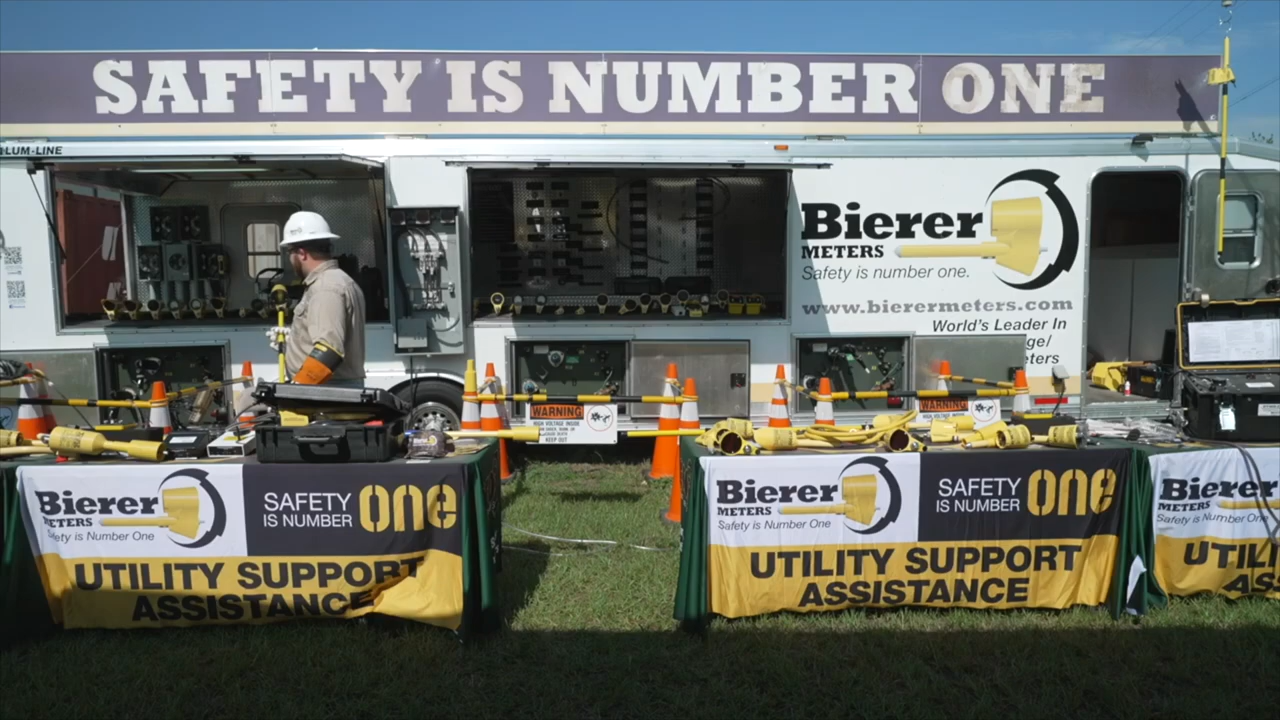 SAFETY IS NUMBER ONE
LUM-LINE
Bierer
METERS
Safety is number one.
www.bierermeters.com
World's Leader In
ge/
eters
WARNING
HIGH VOLTAGE INSIDE
KEEP OUT
WARNING
Bierer
METERS
Safety is Number One
SAFETY
IS NUMBER
one
UTILITY SUPPORT
ASSISTANCE
Bierer
METERS
Safety is Number One
SAFETY
IS NUMBER
one
UTILITY SUPPORT
ASSISTANCE
Bierer
METERS
Safety is Number One
UTILI
AS